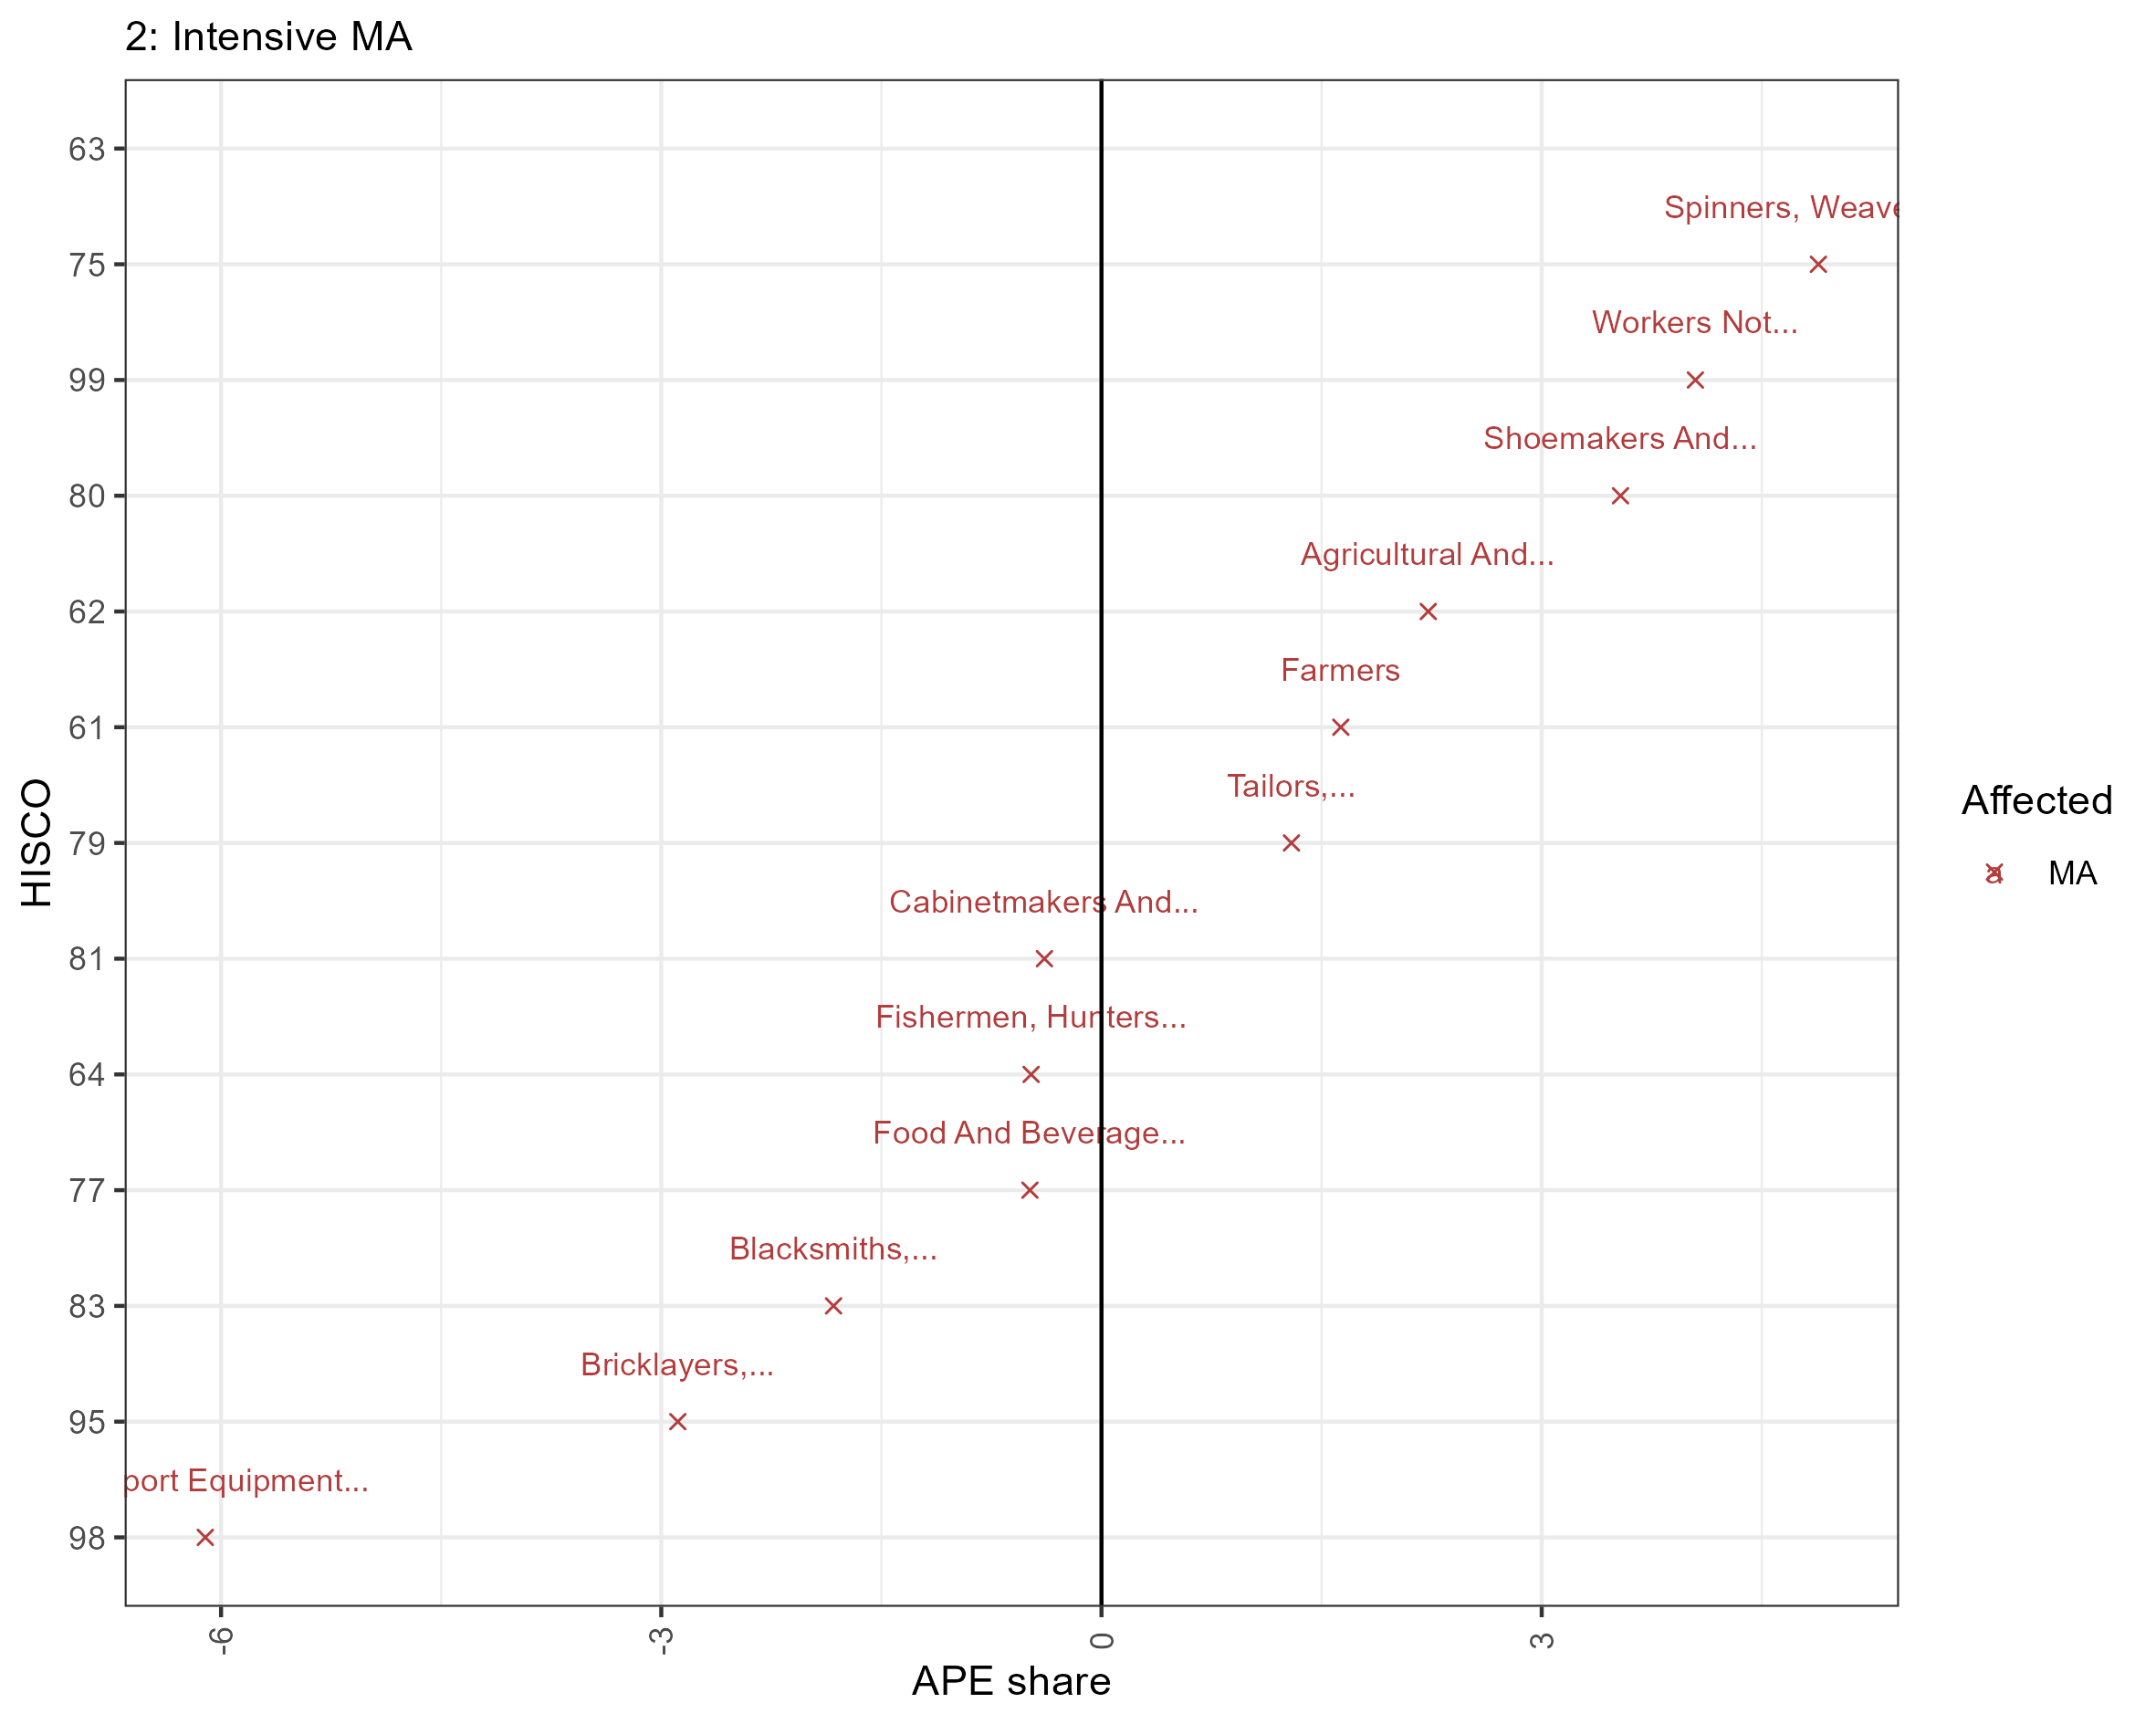 2: Intensive MA
63
Spinners, Weave
75
Workers Not...
99
Shoemakers And...
80
Agricultural And...
62
Farmers
61
Tailors,...
79
Cabinetmakers And...
81
Fishermen, Hunters...
64
Food And Beverage...
77
Blacksmiths,...
83
Bricklayers,...
95
port Equipment...
98
HISCO
-6
-3
0
3
APE share
Affected
a MA